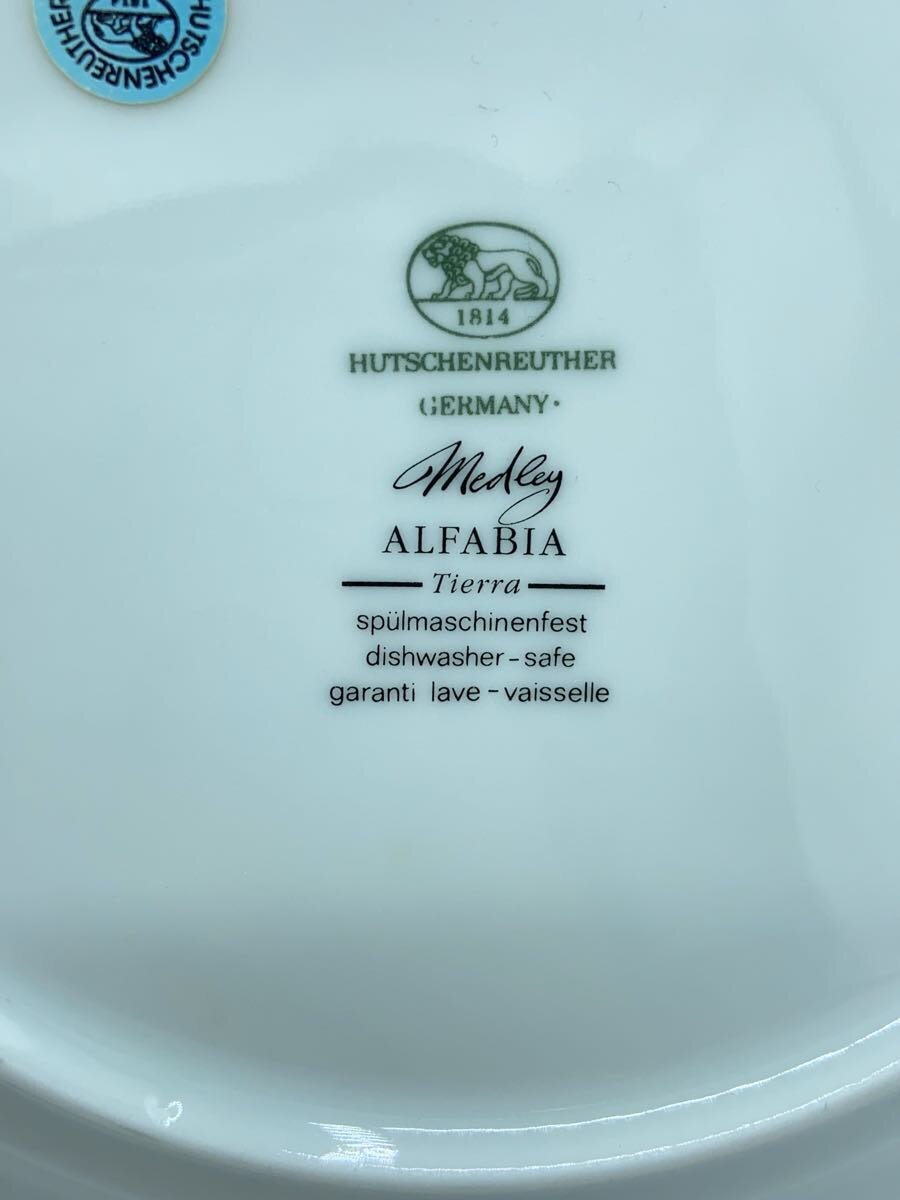 HUTSCHENREUTHER
1814
HUTSCHENREUTHER
GERMANY
Medley
ALFABIA
Tierra
spülmaschinenfest
dishwasher-safe
garanti lave-vaisselle